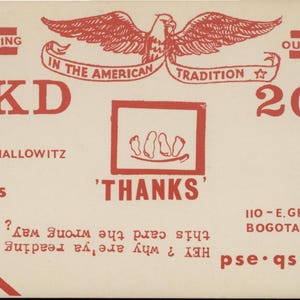 ING
OU
IN THE AMERICAN TRADITION
KD
20
HALLOWITZ
S
'THANKS'
HEY ? why are'ya reading
this card the wrong way?
110 - E.G
BOGOTA
pse·qs